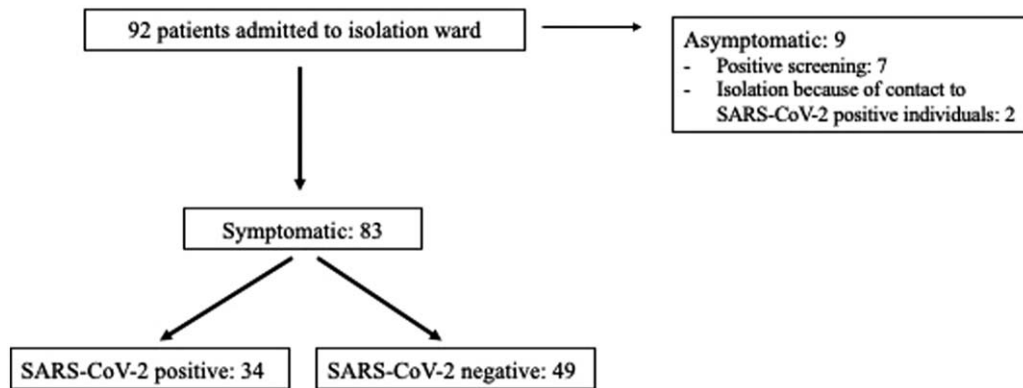 92 patients admitted to isolation ward
Asymptomatic: 9
- Positive screening: 7
- Isolation because of contact to
SARS-CoV-2 positive individuals: 2
Symptomatic: 83
SARS-CoV-2 positive: 34
SARS-CoV-2 negative: 49